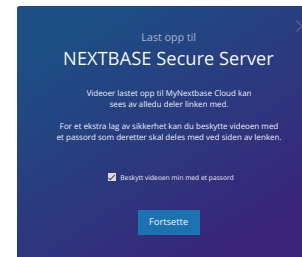 Last opp til
NEXTBASE Secure Server
Videoer lastet opp til MyNextbase Cloud kan
sees av alledu deler linken med.
For et ekstra lag av sikkerhet kan du beskytte videoen med
et passord som deretter skal deles med ved siden av lenken.
Beskytt videoen min med et passord
Fortsette